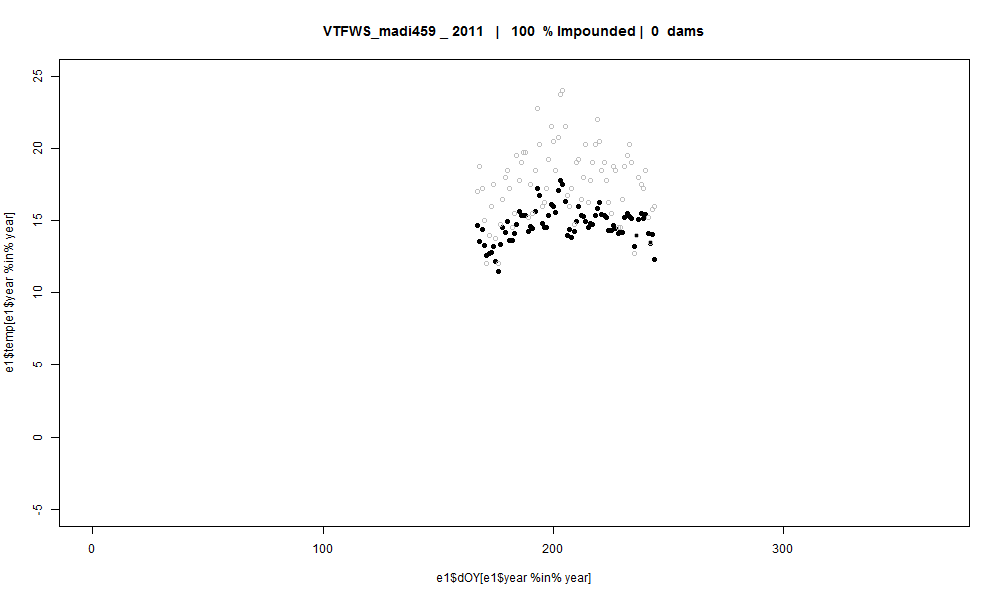 VTFWS_madi459 _ 2011 | 100 % Impounded | 0 dams
e1$temp[e1$year %in% year]
25
20
15
10
5
0
-5
0 100 200 300
e1$dOY[e1$year %in% year]